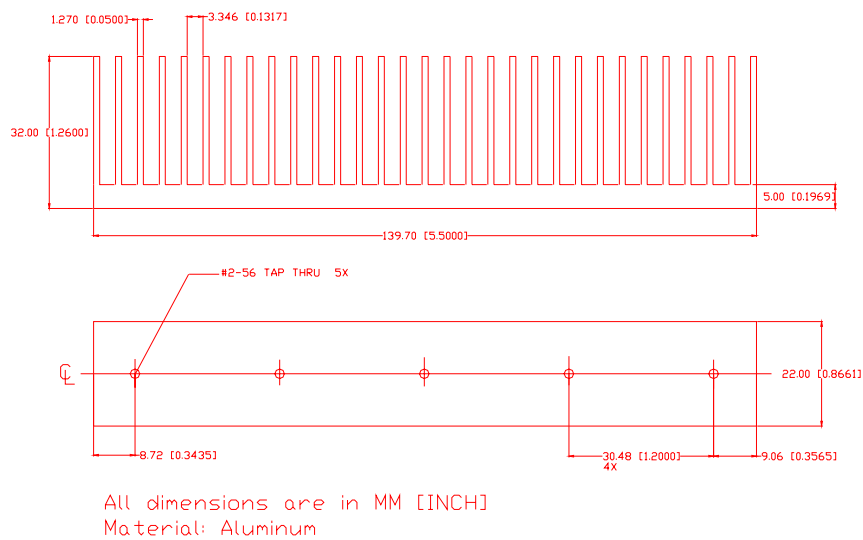 1.270 [0.0500]
3.346 [0.1317]
32.00 [1.2600]
5.00 [0.1969]
139.70 [5.5000]
#2-56 TAP THRU 5X
CL
22.00 [0.8661]
8.72 [0.3435]
30.48 [1.2000]
4X
9.06 [0.3565]
All dimensions are in MM [INCH]
Material: Aluminum